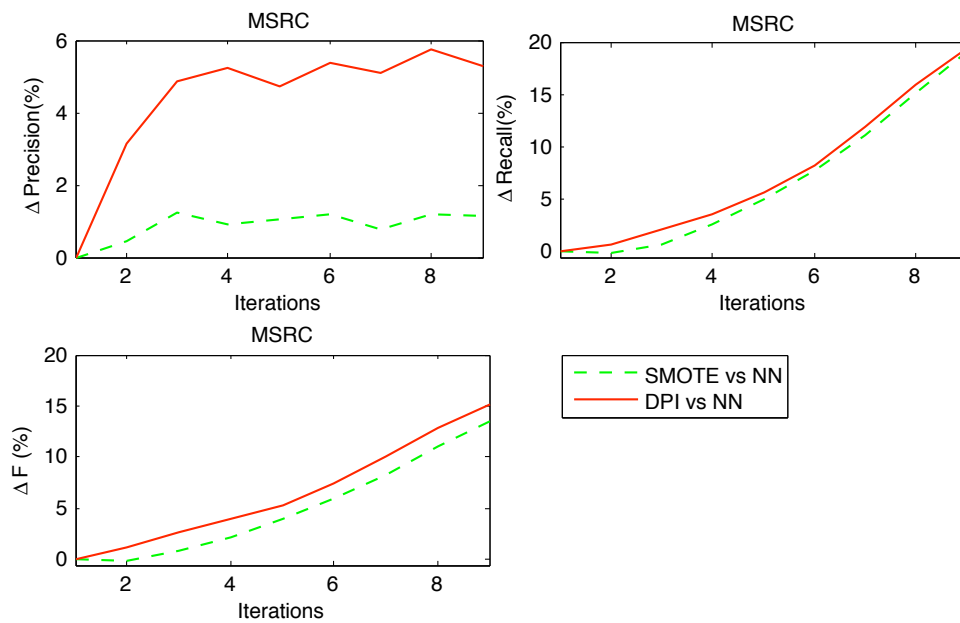 MSRC
Δ Precision(%)
6
4
2
0
2
4
6
8
Iterations
MSRC
Δ Recall(%)
20
15
10
5
0
2
4
6
8
Iterations
MSRC
Δ F (%)
20
15
10
5
0
2
4
6
8
Iterations
SMOTE vs NN
DPI vs NN